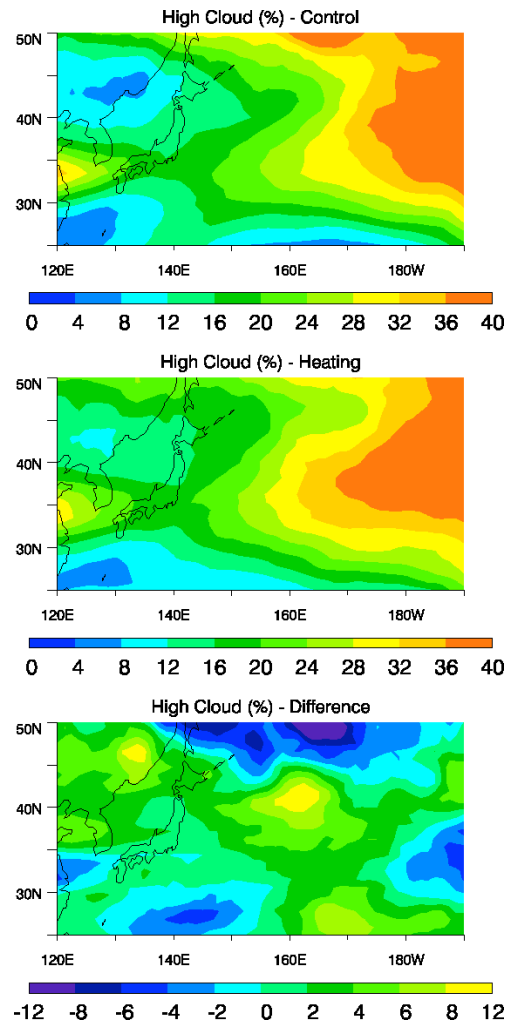 High Cloud (%) - Control
50N
40N
30N
120E 140E 160E 180W
0 4 8 12 16 20 24 28 32 36 40
High Cloud (%) - Heating
50N
40N
30N
120E 140E 160E 180W
0 4 8 12 16 20 24 28 32 36 40
High Cloud (%) - Difference
50N
40N
30N
120E 140E 160E 180W
-12 -8 -6 -4 -2 0 2 4 6 8 12